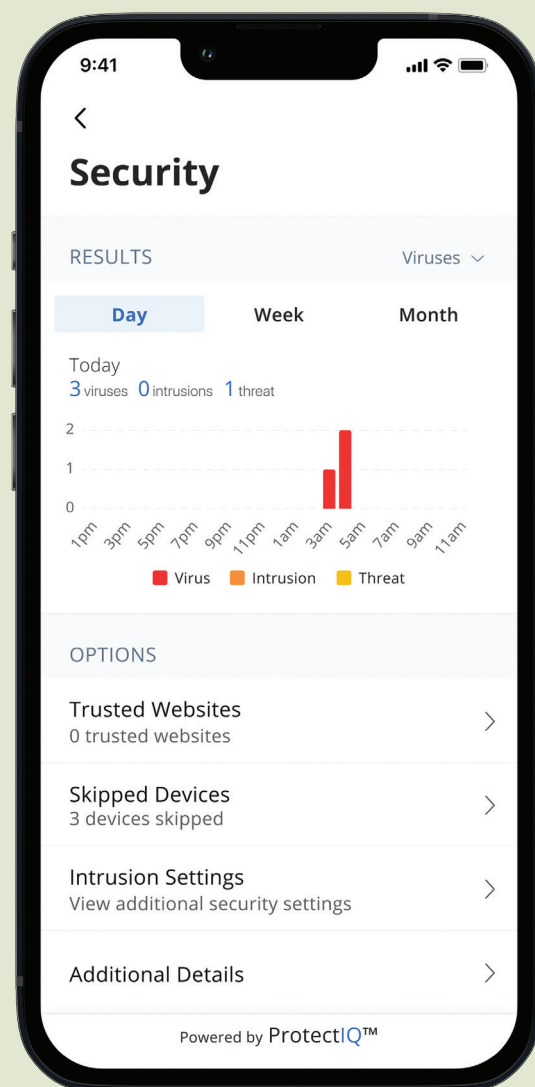 9:41
Security
RESULTS Viruses
Day Week Month
Today
3 viruses 0 intrusions 1 threat
2
1
0
1pm 3pm 5pm 7pm 9pm 11pm 1am 3am 5am 7am 9am 11am
Virus Intrusion Threat
OPTIONS
Trusted Websites
0 trusted websites
Skipped Devices
3 devices skipped
Intrusion Settings
View additional security settings
Additional Details
Powered by ProtectIQ™